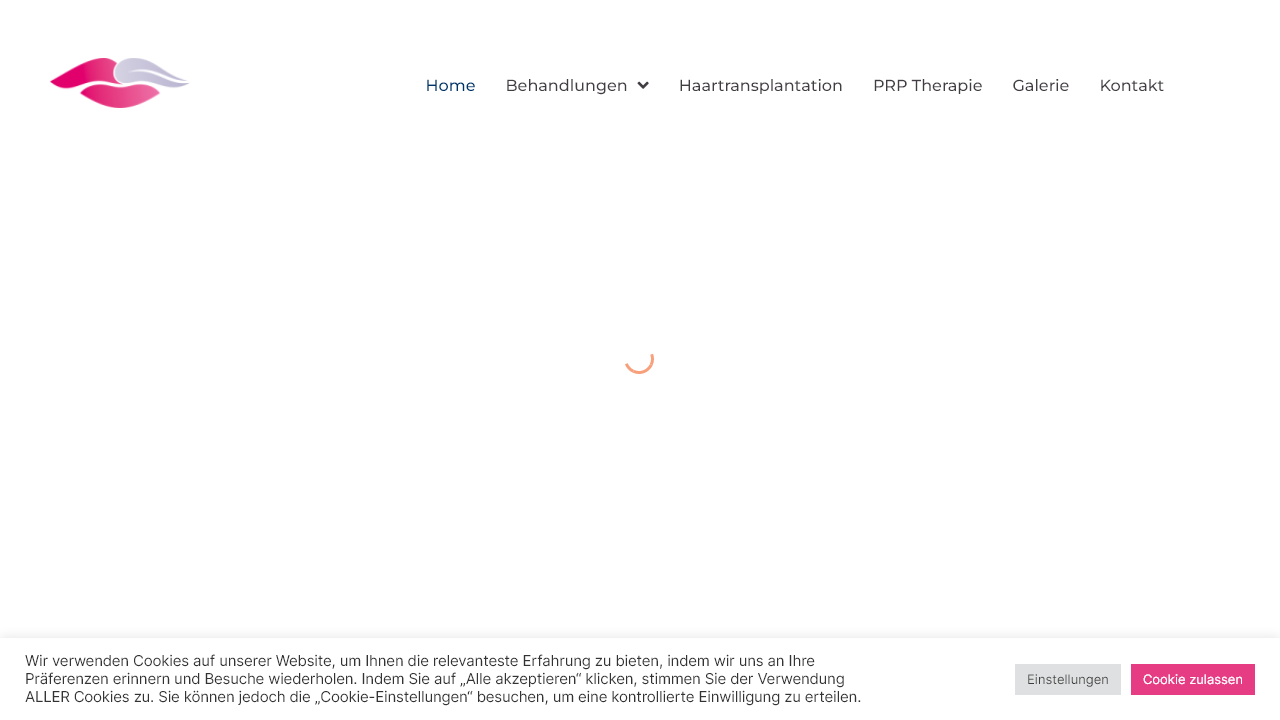 Home Behandlungen Haartransplantation PRP Therapie Galerie Kontakt
Wir verwenden Cookies auf unserer Website, um Ihnen die relevanteste Erfahrung zu bieten, indem wir uns an Ihre
Präferenzen erinnern und Besuche wiederholen. Indem Sie auf „Alle akzeptieren“ klicken, stimmen Sie der Verwendung
ALLER Cookies zu. Sie können jedoch die „Cookie-Einstellungen“ besuchen, um eine kontrollierte Einwilligung zu erteilen.
Einstellungen Cookie zulassen